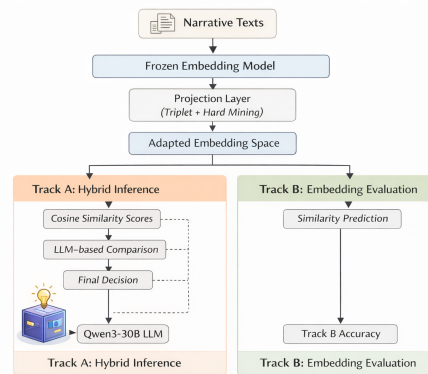 Narrative Texts
Frozen Embedding Model
Projection Layer
(Triplet + Hard Mining)
Adapted Embedding Space
Track A: Hybrid Inference
Cosine Similarity Scores
LLM-based Comparison
Final Decision
Qwen3-30B LLM
Track A: Hybrid Inference
Track B: Embedding Evaluation
Similarity Prediction
Track B Accuracy
Track B: Embedding Evaluation